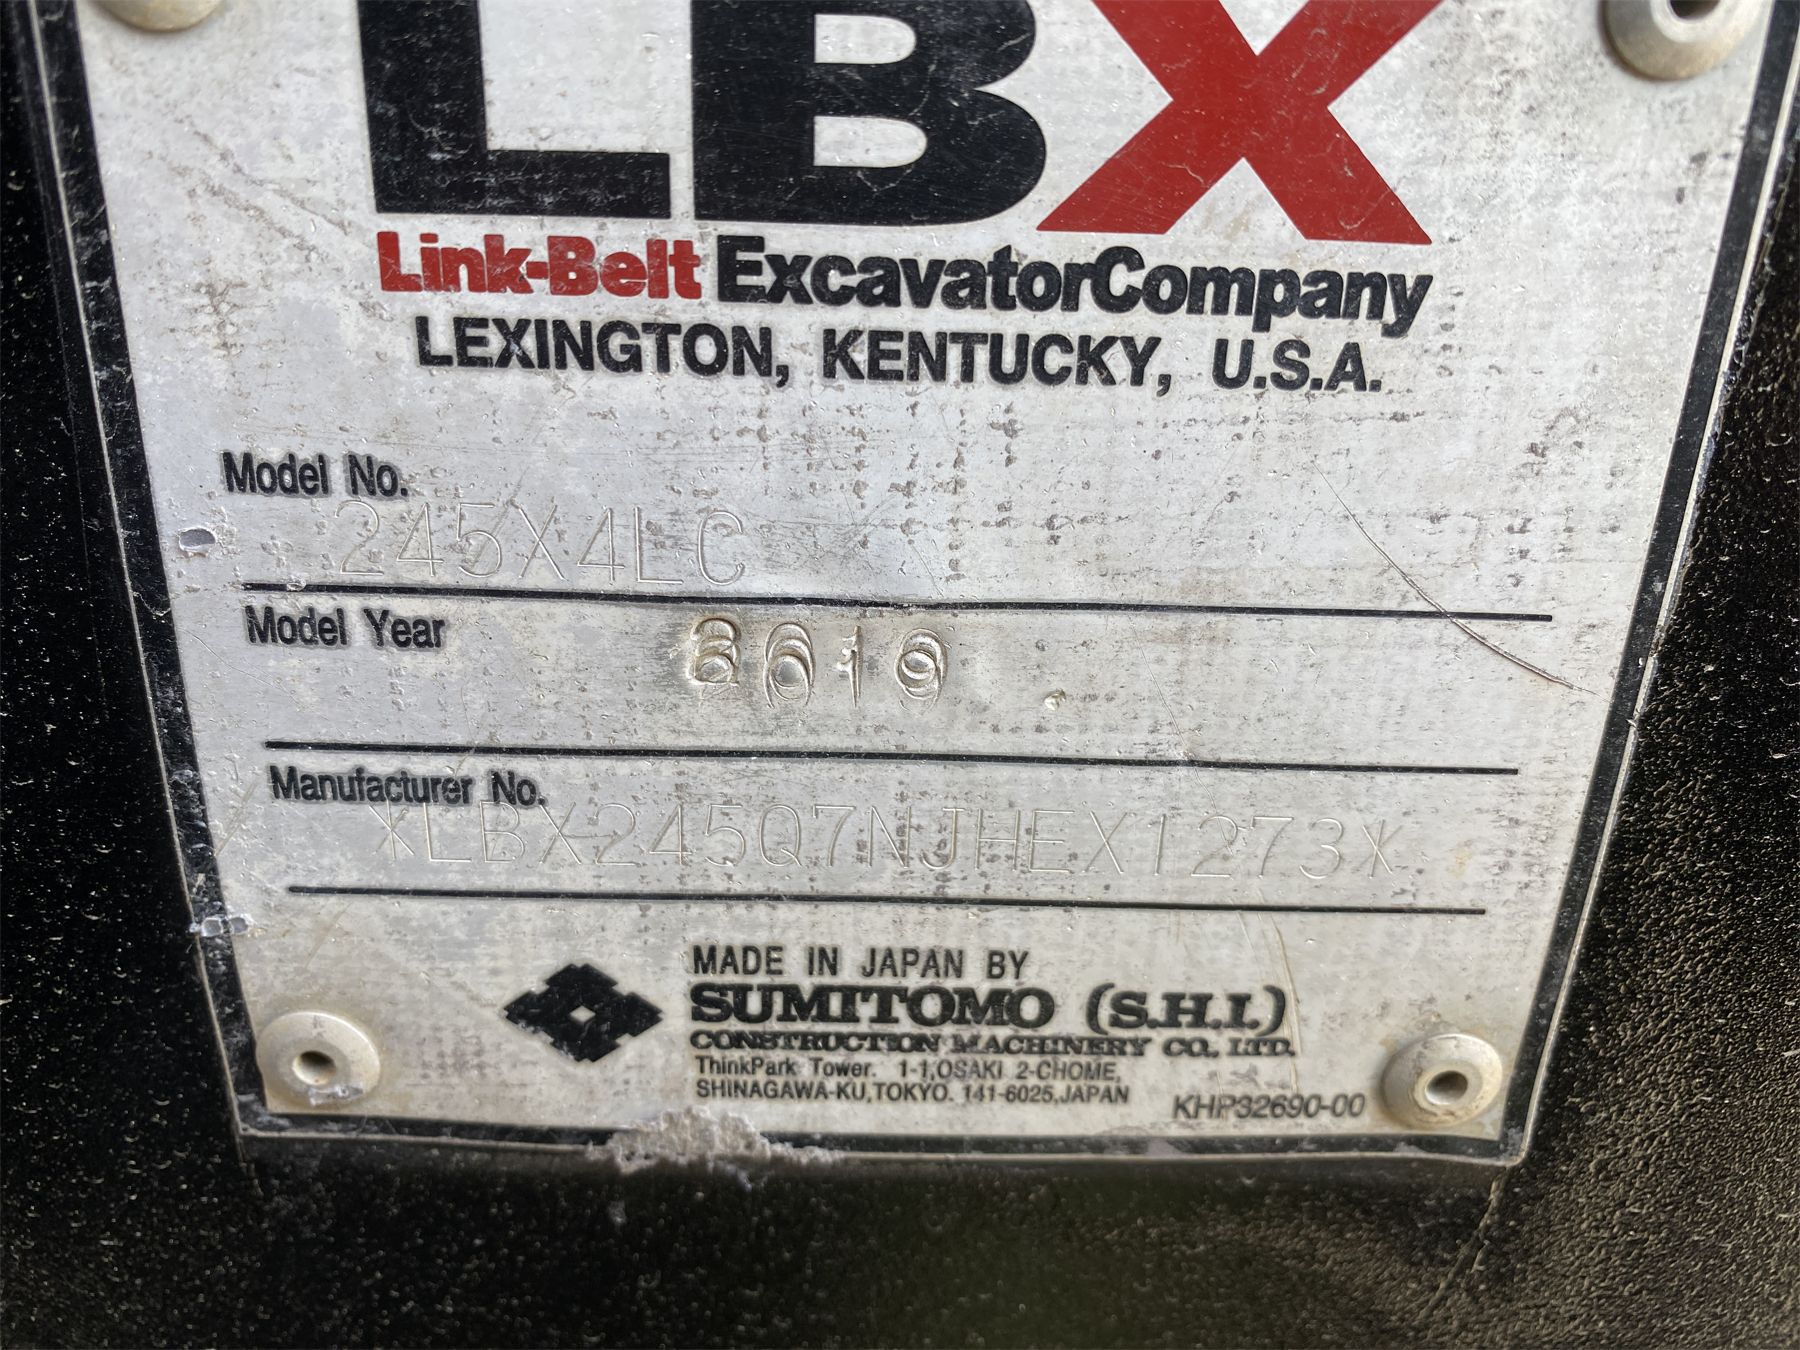 LBX
Link-Belt ExcavatorCompany
LEXINGTON, KENTUCKY, U.S.A.
Model No.
245X4LC
Model Year
2019
Manufacturer No.
XLBX245Q7NJHEX1273X
MADE IN JAPAN BY
SUMITOMO (S.H.I.)
CONSTRUCTION MACHINERY CO. LTD.
ThinkPark Tower. 1-1,OSAKI 2-CHOME,
SHINAGAWA-KU,TOKYO. 141-6025,JAPAN
KHP32690-00